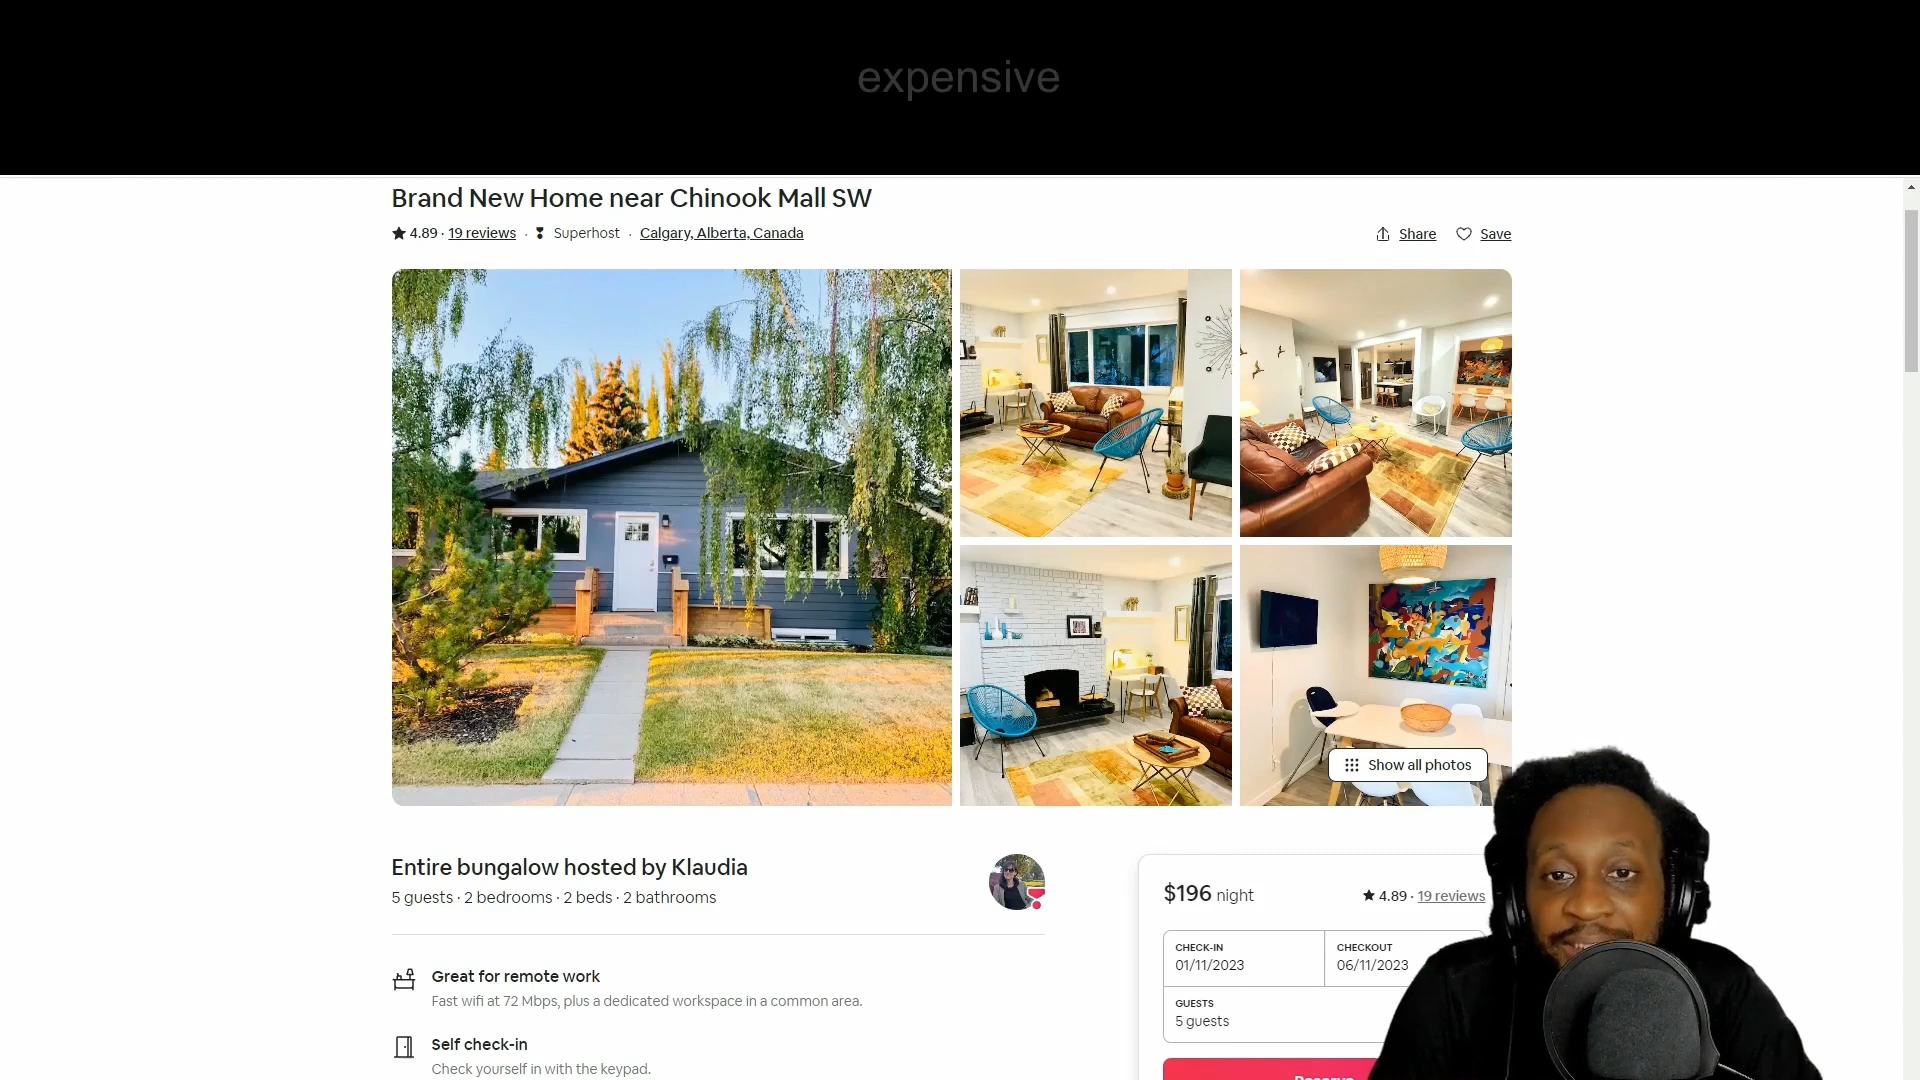 expensive
Brand New Home near Chinook Mall SW
4.89 · 19 reviews · Superhost · Calgary, Alberta, Canada
Share
Save
Show all photos
Entire bungalow hosted by Klaudia
5 guests · 2 bedrooms · 2 beds · 2 bathrooms
$196 night
4.89 · 19 reviews
CHECK-IN
01/11/2023
CHECKOUT
06/11/2023
GUESTS
5 guests
Great for remote work
Fast wifi at 72 Mbps, plus a dedicated workspace in a common area.
Self check-in
Check yourself in with the keypad.
Reserve